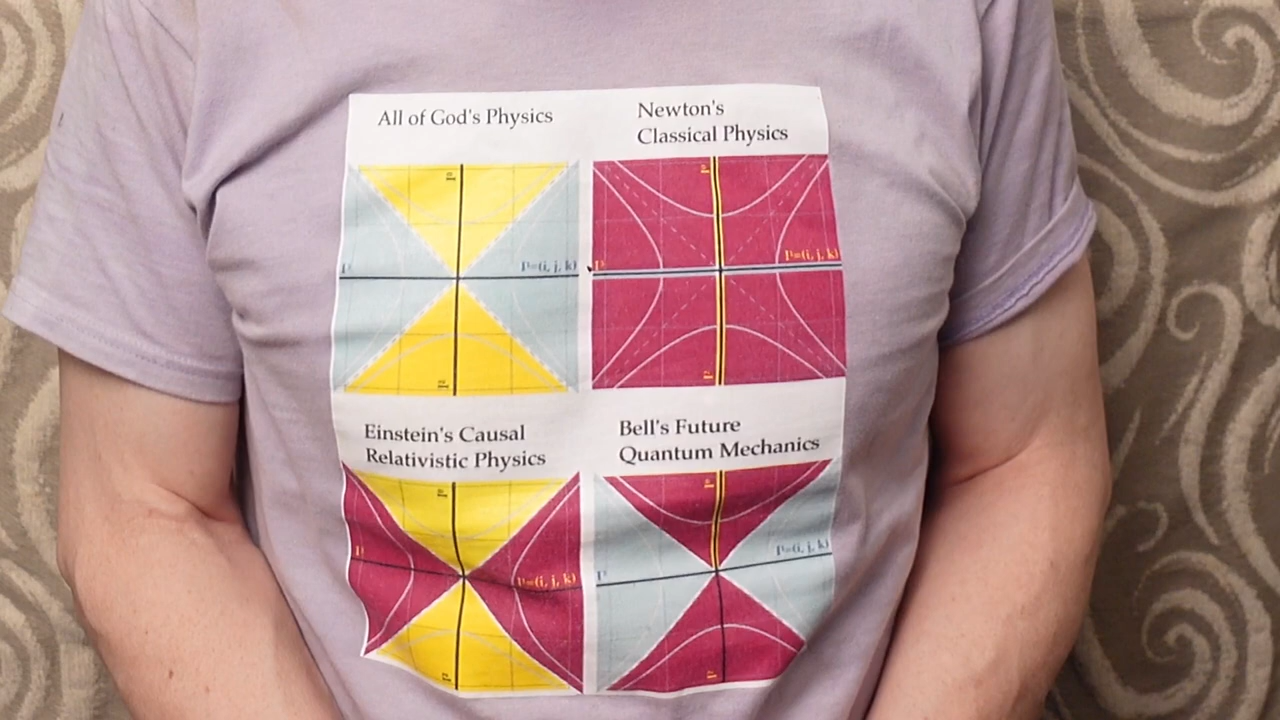 All of God's Physics
Newton's
Classical Physics
P=(i, j, k)
P=(i, j, k)
Einstein's Causal
Relativistic Physics
Bell's Future
Quantum Mechanics
P=(i, j, k)
P=(i, j, k)